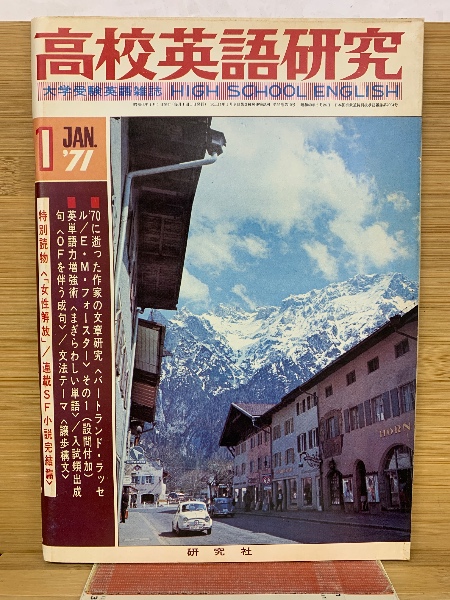 高校英語研究
大学受験英語雑誌 HIGH SCHOOL ENGLISH
1
JAN.
'71
'70に逝った作家の文章研究〈バートランド・ラッセ
ル/E・M・フォースター〉その1(設問付加)
英単語力増強術〈まぎらわしい単語〉/入試頻出成
句〈OFを伴う成句〉/文法テーマ〈譲歩構文〉
特別読物〈「女性解放」/連載SF小説完結編〉
HORN
研究社